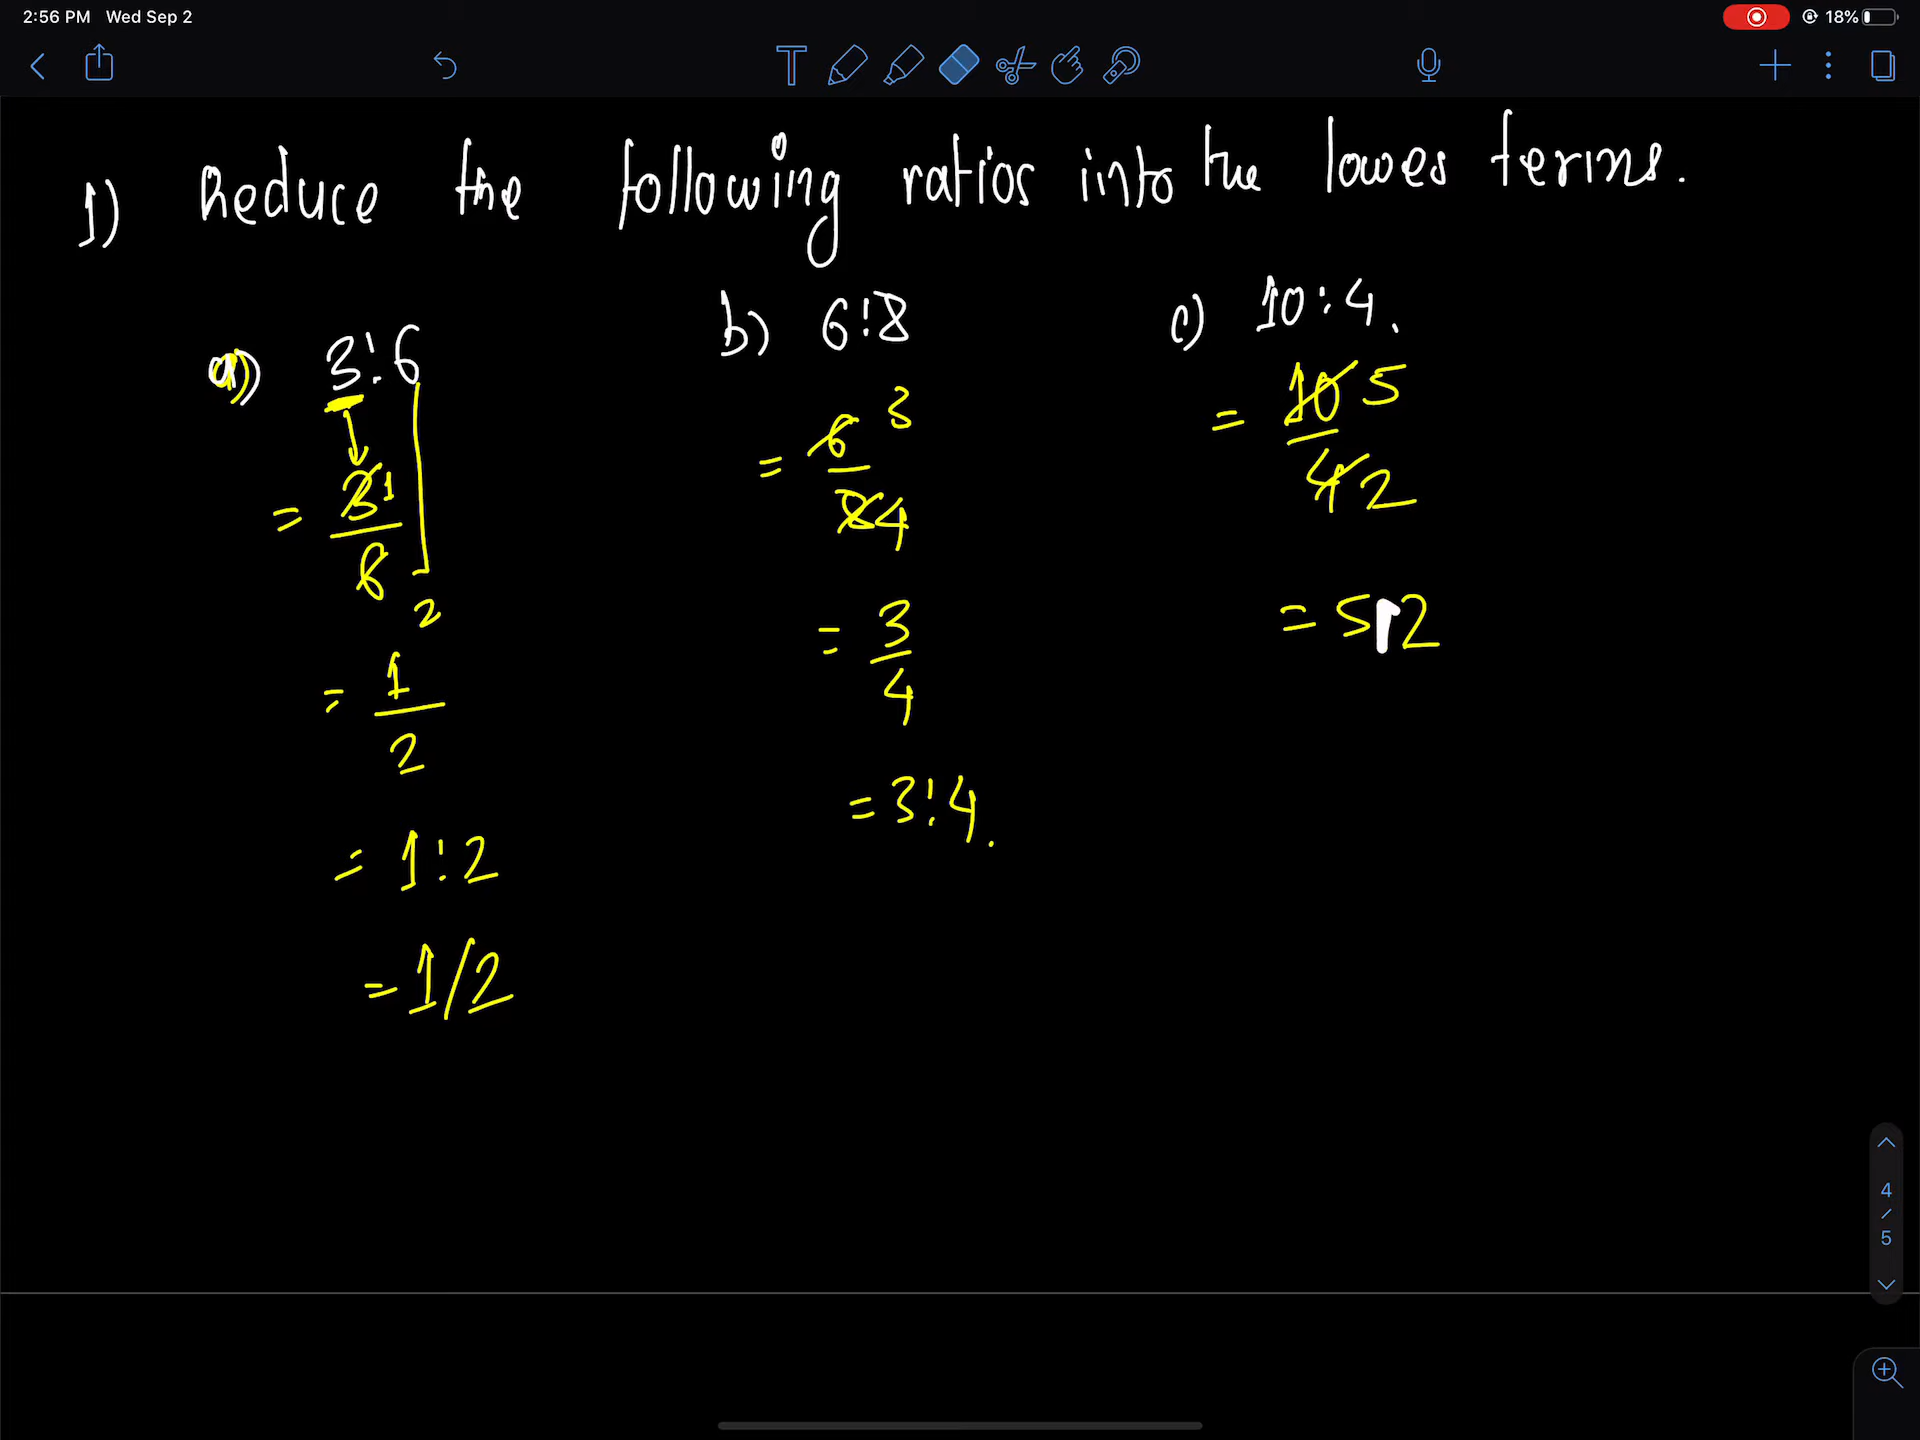 2:56 PM Wed Sep 2
18%
1) Reduce the following ratios into the lowes terms.
a) 3:6
= 3 1
6
2
= 1
2
= 1:2
= 1/2
b) 6:8
= 6 3
8 4
= 3
4
= 3:4.
c) 10:4.
= 10 5
4 2
= 5 2
4
/
5